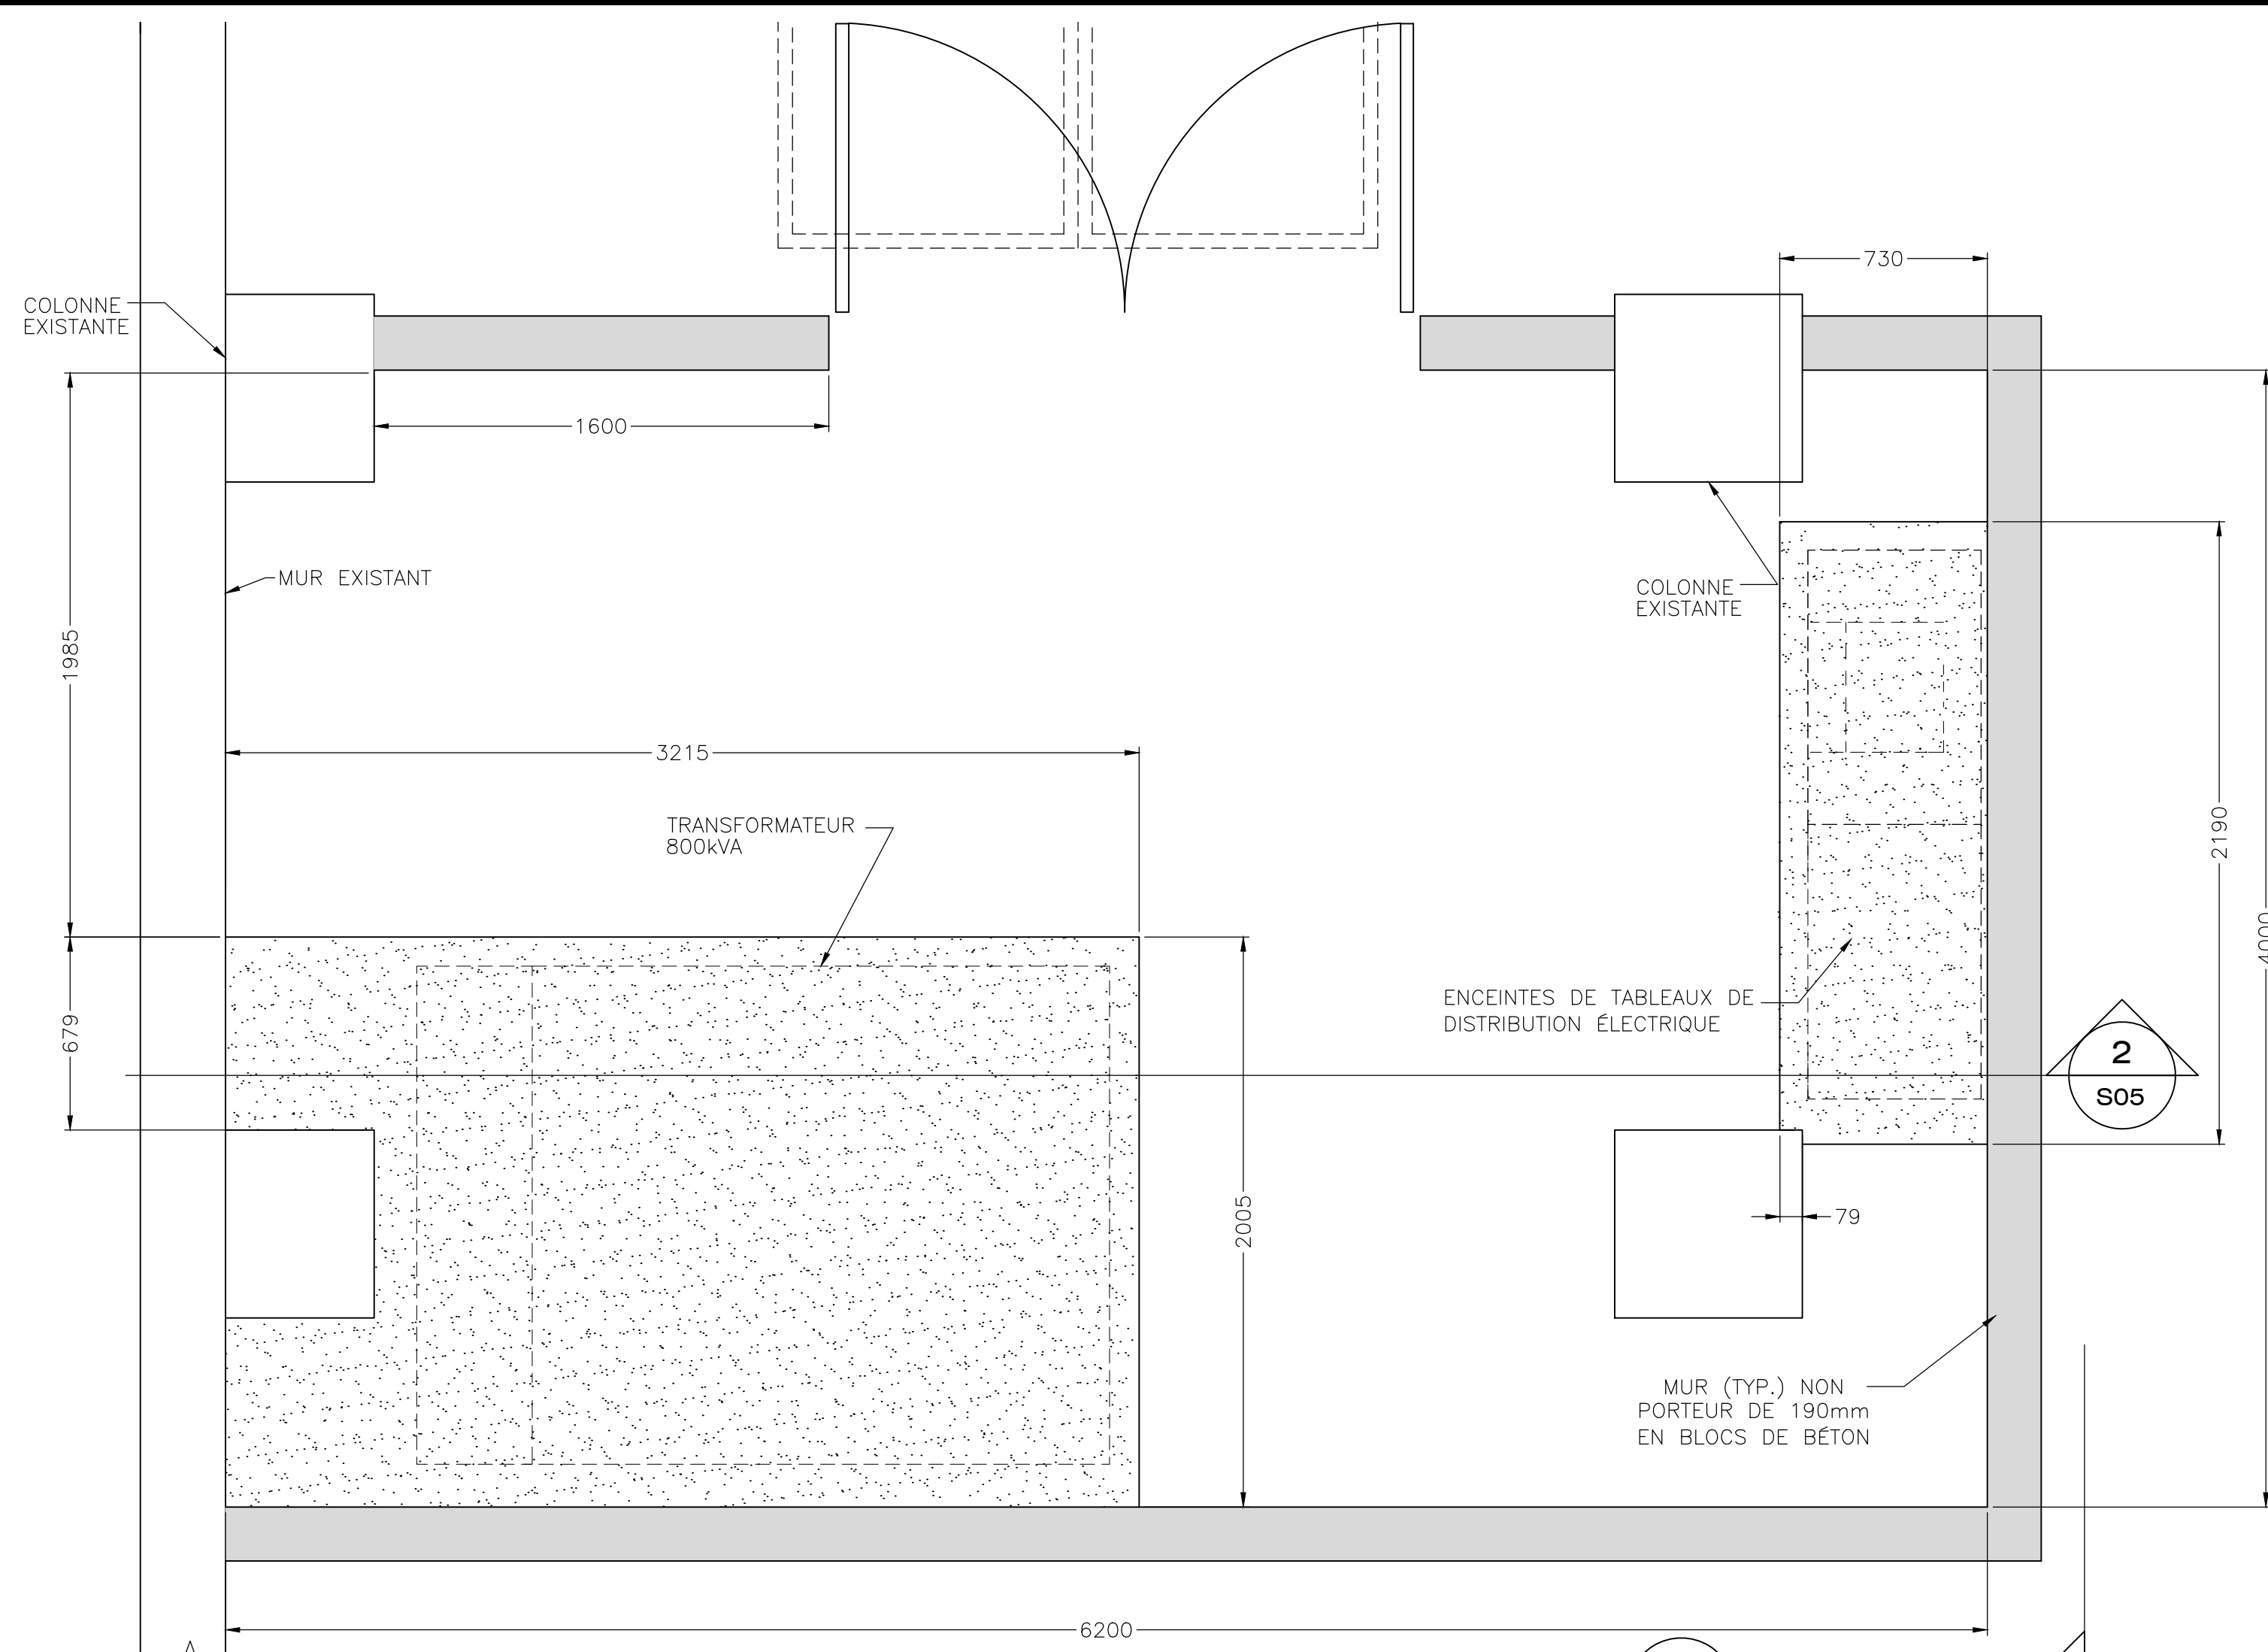 730
COLONNE
EXISTANTE
1600
MUR EXISTANT
COLONNE
EXISTANTE
1985
3215
TRANSFORMATEUR
800kVA
2190
4000
ENCEINTES DE TABLEAUX DE
DISTRIBUTION ÉLECTRIQUE
679
2
S05
2005
79
MUR (TYP.) NON
PORTEUR DE 190mm
EN BLOCS DE BÉTON
6200